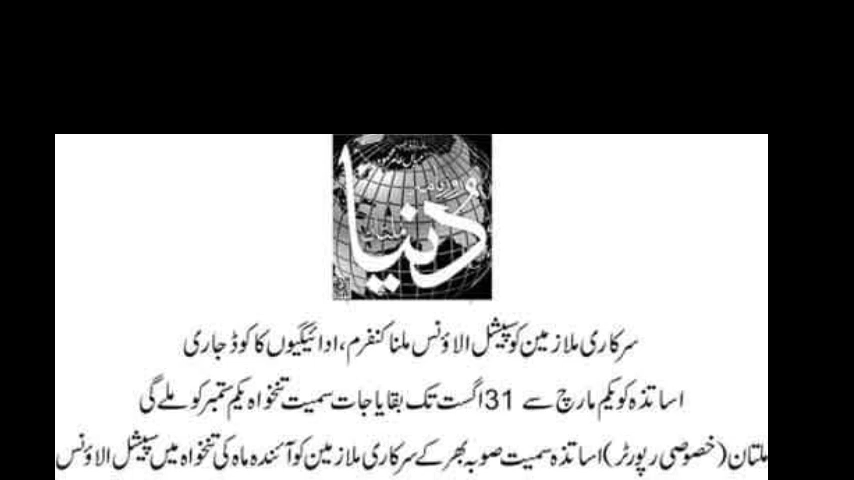 روزنامہ
دنیا
ملتان
سرکاری ملازمین کو سپیشل الاؤنس ملنا کنفرم، ادائیگیوں کا کوڈ جاری
اساتذہ کو یکم مارچ سے 31 اگست تک بقایا جات سمیت تنخواہ یکم ستمبر کو ملے گی
ملتان (خصوصی رپورٹر) اساتذہ سمیت صوبہ بھر کے سرکاری ملازمین کو آئندہ ماہ کی تنخواہ میں سپیشل الاؤنس